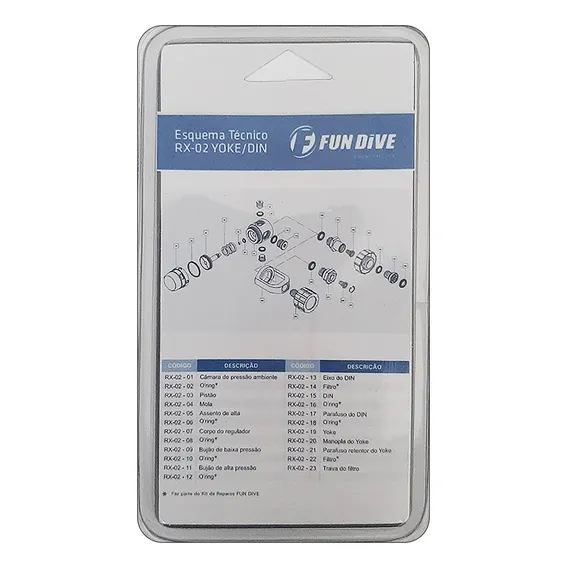 Esquema Técnico
RX-02 YOKE/DIN
FUN DiVE
CÓDIGO DESCRIÇÃO CÓDIGO DESCRIÇÃO
RX-02 - 01 Câmara de pressão ambiente RX-02 - 13 Eixo do DIN
RX-02 - 02 O'ring* RX-02 - 14 Filtro*
RX-02 - 03 Pistão RX-02 - 15 DIN
RX-02 - 04 Mola RX-02 - 16 O'ring*
RX-02 - 05 Assento de alta RX-02 - 17 Parafuso do DIN
RX-02 - 06 O'ring* RX-02 - 18 O'ring*
RX-02 - 07 Corpo do regulador RX-02 - 19 Yoke
RX-02 - 08 O'ring* RX-02 - 20 Manopla do Yoke
RX-02 - 09 Bujão de baixa pressão RX-02 - 21 Parafuso retentor do Yoke
RX-02 - 10 O'ring* RX-02 - 22 Filtro*
RX-02 - 11 Bujão de alta pressão RX-02 - 23 Trava do filtro
RX-02 - 12 O'ring*
* Faz parte do Kit de Reparos FUN DIVE